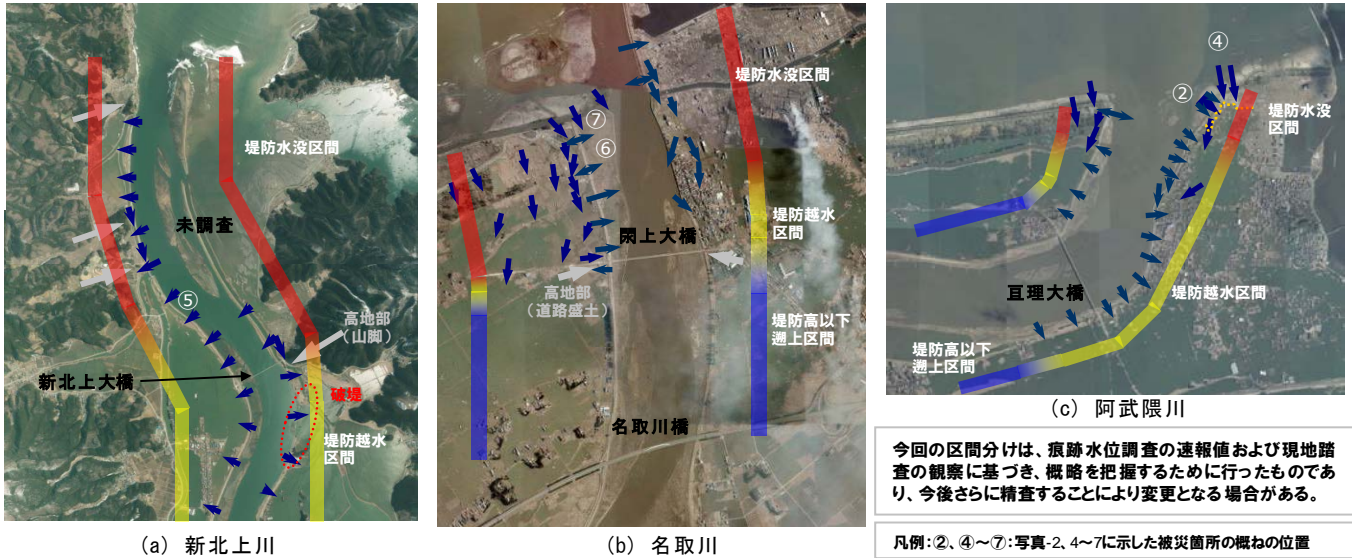 堤防水没区間
未調査
⑤
高地部
(山脚)
新北上大橋
破堤
堤防越水
区間
(a) 新北上川
堤防水没区間
⑦
⑥
堤防越水
区間
閖上大橋
高地部
(道路盛土)
堤防高以下
遡上区間
名取川橋
(b) 名取川
④
②
堤防水没
区間
亘理大橋
堤防越水区間
堤防高以下
遡上区間
(c) 阿武隈川
今回の区間分けは、痕跡水位調査の速報値および現地踏
査の観察に基づき、概略を把握するために行ったものであ
り、今後さらに精査することにより変更となる場合がある。
凡例:②、④~⑦:写真-2、4~7に示した被災箇所の概ねの位置